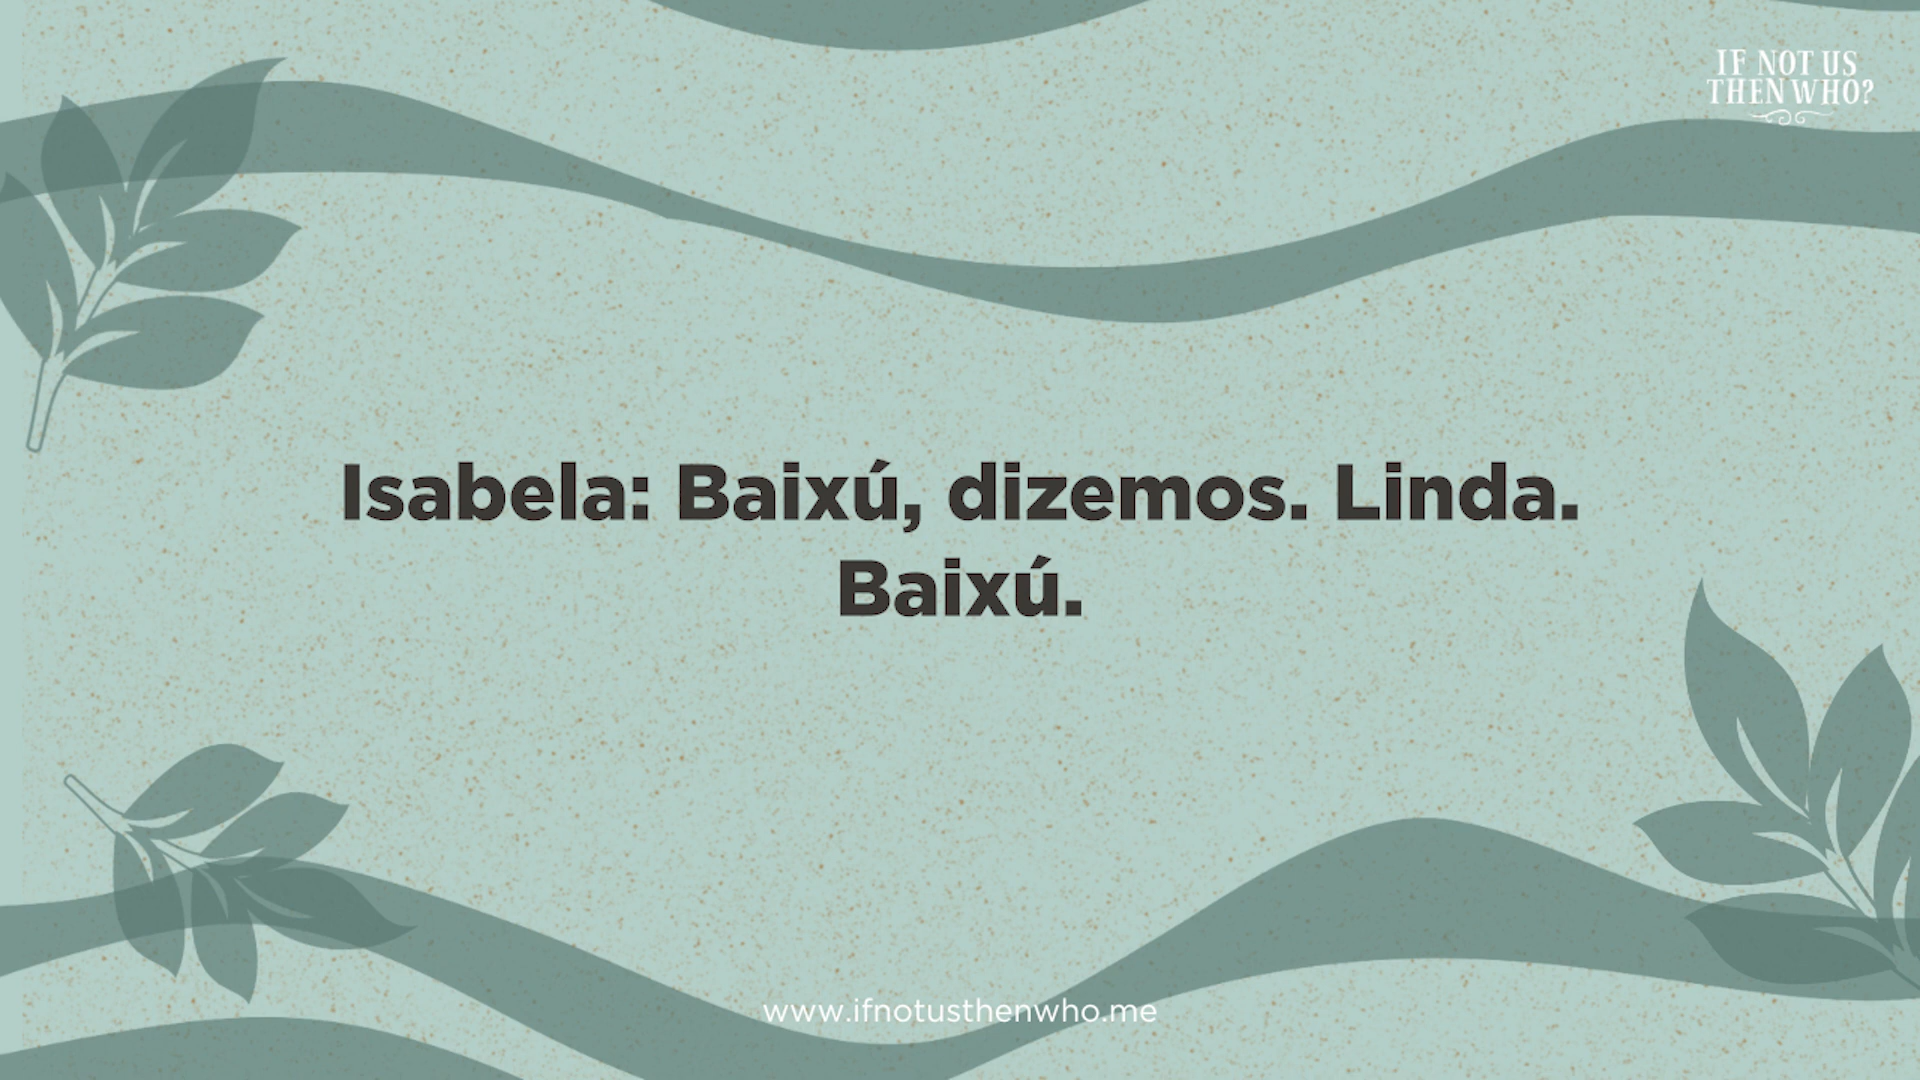 IF NOT US
THEN WHO?
Isabela: Baixú, dizemos. Linda.
Baixú.
www.ifnotusthenwho.me